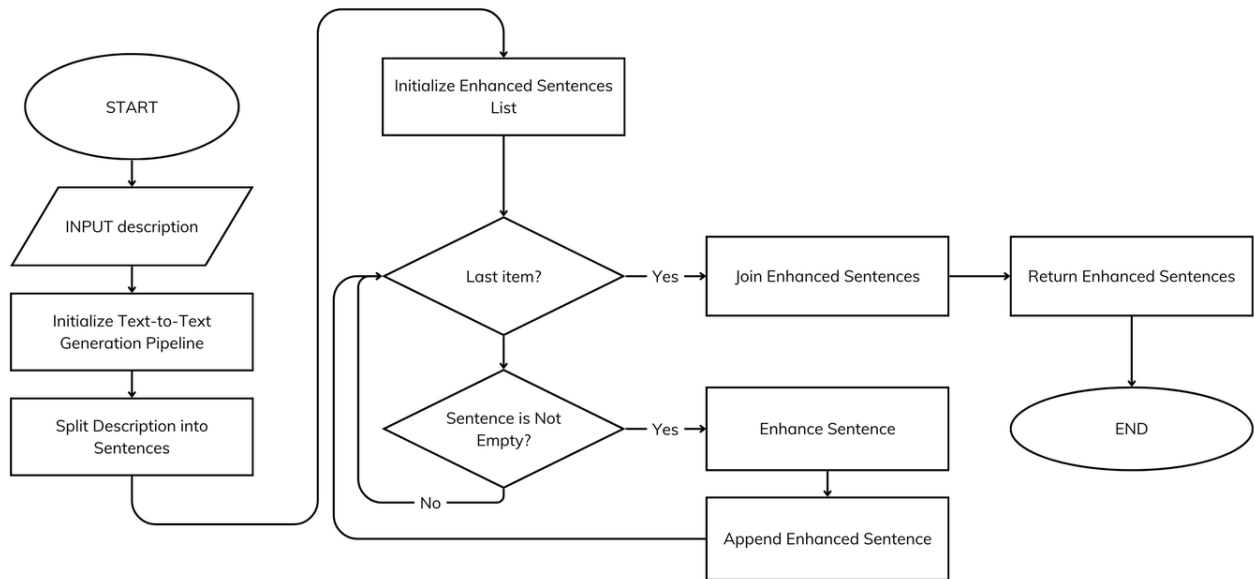 START
INPUT description
Initialize Text-to-Text
Generation Pipeline
Split Description into
Sentences
Initialize Enhanced Sentences
List
Last item?
Yes
Join Enhanced Sentences
Return Enhanced Sentences
Sentence is Not
Empty?
Yes
Enhance Sentence
END
No
Append Enhanced Sentence